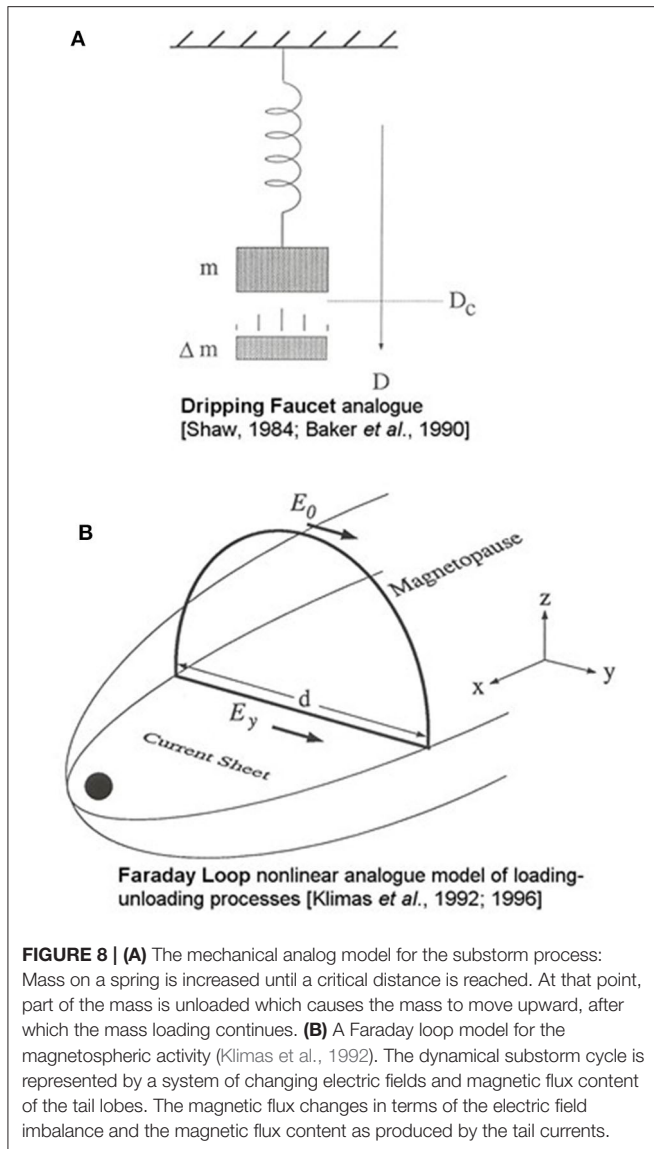 A
m
D_c
Δ m
D
Dripping Faucet analogue
[Shaw, 1984; Baker et al., 1990]
B
E_0
Magnetopause
z
x
y
d
E_y
Current Sheet
Faraday Loop nonlinear analogue model of loading-
unloading processes [Klimas et al., 1992; 1996]
FIGURE 8 | (A) The mechanical analog model for the substorm process:
Mass on a spring is increased until a critical distance is reached. At that point,
part of the mass is unloaded which causes the mass to move upward, after
which the mass loading continues. (B) A Faraday loop model for the
magnetospheric activity (Klimas et al., 1992). The dynamical substorm cycle is
represented by a system of changing electric fields and magnetic flux content
of the tail lobes. The magnetic flux changes in terms of the electric field
imbalance and the magnetic flux content as produced by the tail currents.